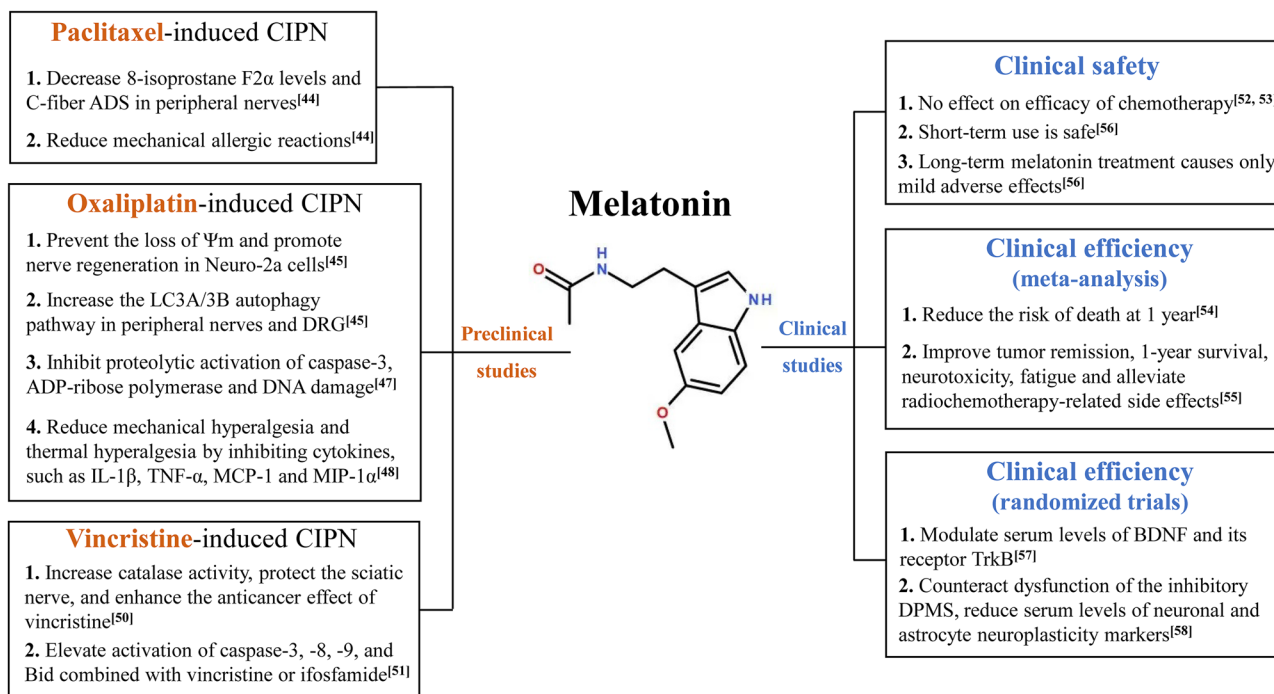 Paclitaxel-induced CIPN
1. Decrease 8-isoprostane F2α levels and
C-fiber ADS in peripheral nerves[44]
2. Reduce mechanical allergic reactions[44]
Oxaliplatin-induced CIPN
1. Prevent the loss of Ψm and promote
nerve regeneration in Neuro-2a cells[45]
2. Increase the LC3A/3B autophagy
pathway in peripheral nerves and DRG[45]
3. Inhibit proteolytic activation of caspase-3,
ADP-ribose polymerase and DNA damage[47]
4. Reduce mechanical hyperalgesia and
thermal hyperalgesia by inhibiting cytokines,
such as IL-1β, TNF-α, MCP-1 and MIP-1α[48]
Vincristine-induced CIPN
1. Increase catalase activity, protect the sciatic
nerve, and enhance the anticancer effect of
vincristine[50]
2. Elevate activation of caspase-3, -8, -9, and
Bid combined with vincristine or ifosfamide[51]
Preclinical
studies
Melatonin
H
N
O
NH
O
Clinical
studies
Clinical safety
1. No effect on efficacy of chemotherapy[52, 53]
2. Short-term use is safe[56]
3. Long-term melatonin treatment causes only
mild adverse effects[56]
Clinical efficiency
(meta-analysis)
1. Reduce the risk of death at 1 year[54]
2. Improve tumor remission, 1-year survival,
neurotoxicity, fatigue and alleviate
radiochemotherapy-related side effects[55]
Clinical efficiency
(randomized trials)
1. Modulate serum levels of BDNF and its
receptor TrkB[57]
2. Counteract dysfunction of the inhibitory
DPMS, reduce serum levels of neuronal and
astrocyte neuroplasticity markers[58]